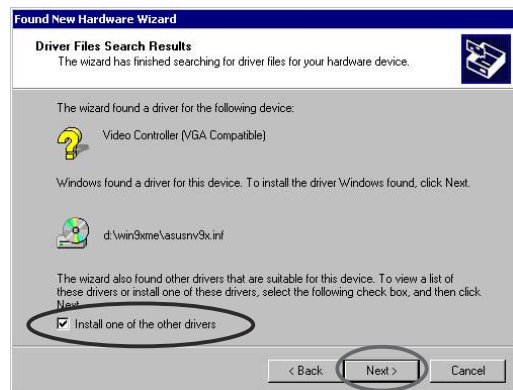 Found New Hardware Wizard
Driver Files Search Results
The wizard has finished searching for driver files for your hardware device.
The wizard found a driver for the following device:
Video Controller (VGA Compatible)
Windows found a driver for this device. To install the driver Windows found, click Next.
d:\win9xme\asusnv9x.inf
The wizard also found other drivers that are suitable for this device. To view a list of
these drivers or install one of these drivers, select the following check box, and then click
Next.
Install one of the other drivers
< Back Next > Cancel